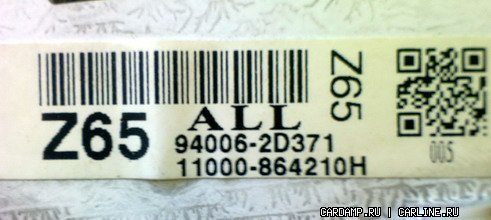 Z65
ALL
94006-2D371
11000-864210H
Z65
005
CARDAMP.RU | CARLINE.RU